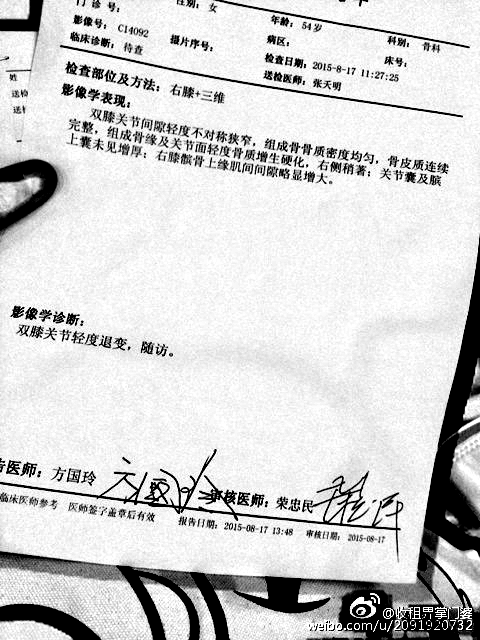 门诊号： 性别：女 年龄：54岁 科别：骨科
影像号：C14092 摄片序号： 病区： 床号：
临床诊断：待查 检查日期：2015-8-17 11:27:25
检查部位及方法：右膝+三维 送检医师：张天明
影像学表现：
双膝关节间隙轻度不对称狭窄，组成骨骨质密度均匀，骨皮质连续
完整，组成骨缘及关节面轻度骨质增生硬化，右侧稍著；关节囊及髌
上囊未见增厚；右膝髌骨上缘肌间间隙略显增大。
影像学诊断：
双膝关节轻度退变，随访。
告医师：方国玲 审核医师：荣忠民
临床医师参考 医师签字盖章后有效 报告日期：2015-08-17 13:48 审核日期：2015-08-17
姓
送检
送检
@收租界掌门婆
weibo.com/u/2091920732